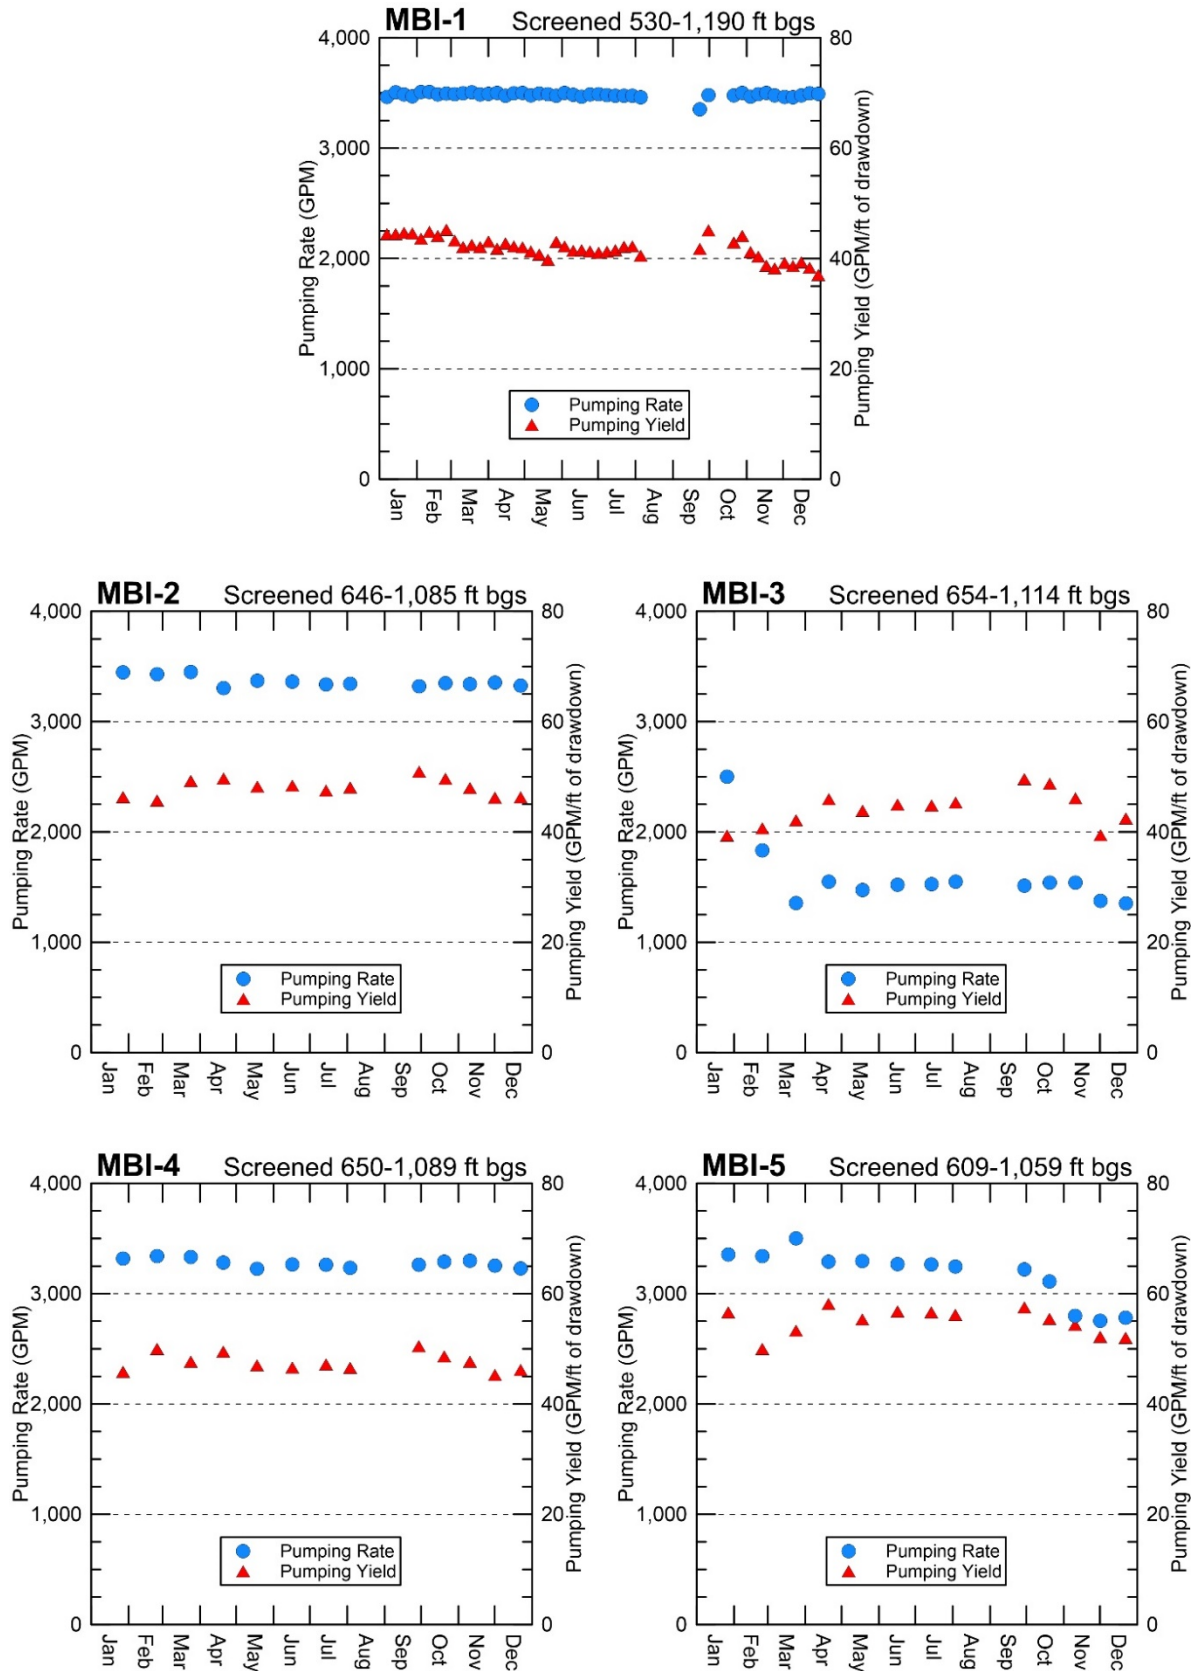 MBI-1 Screened 530-1,190 ft bgs
4,000
3,000
2,000
1,000
0
Pumping Rate (GPM)
80
60
40
20
0
Pumping Yield (GPM/ft of drawdown)
Pumping Rate
Pumping Yield
Jan Feb Mar Apr May Jun Jul Aug Sep Oct Nov Dec
MBI-2 Screened 646-1,085 ft bgs
4,000
3,000
2,000
1,000
0
Pumping Rate (GPM)
80
60
40
20
0
Pumping Yield (GPM/ft of drawdown)
Pumping Rate
Pumping Yield
Jan Feb Mar Apr May Jun Jul Aug Sep Oct Nov Dec
MBI-3 Screened 654-1,114 ft bgs
4,000
3,000
2,000
1,000
0
Pumping Rate (GPM)
80
60
40
20
0
Pumping Yield (GPM/ft of drawdown)
Pumping Rate
Pumping Yield
Jan Feb Mar Apr May Jun Jul Aug Sep Oct Nov Dec
MBI-4 Screened 650-1,089 ft bgs
4,000
3,000
2,000
1,000
0
Pumping Rate (GPM)
80
60
40
20
0
Pumping Yield (GPM/ft of drawdown)
Pumping Rate
Pumping Yield
Jan Feb Mar Apr May Jun Jul Aug Sep Oct Nov Dec
MBI-5 Screened 609-1,059 ft bgs
4,000
3,000
2,000
1,000
0
Pumping Rate (GPM)
80
60
40
20
0
Pumping Yield (GPM/ft of drawdown)
Pumping Rate
Pumping Yield
Jan Feb Mar Apr May Jun Jul Aug Sep Oct Nov Dec